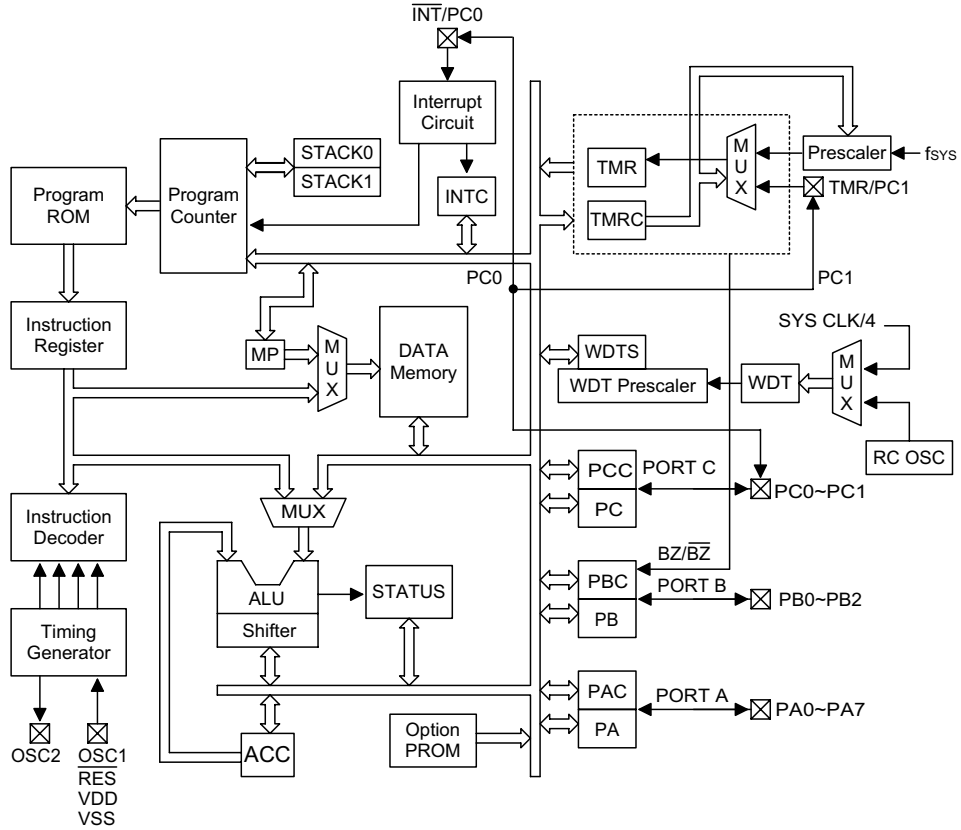 INT/PC0
Interrupt
Circuit
STACK0
STACK1
Program
Counter
Program
ROM
INTC
TMR
TMRC
M
U
X
Prescaler
fSYS
TMR/PC1
PC0
PC1
Instruction
Register
MP
M
U
X
DATA
Memory
WDTS
WDT Prescaler
WDT
M
U
X
SYS CLK/4
RC OSC
PCC
PC
PORT C
PC0~PC1
Instruction
Decoder
MUX
ALU
Shifter
STATUS
BZ/BZ
PBC
PB
PORT B
PB0~PB2
Timing
Generator
PAC
PA
PORT A
PA0~PA7
Option
PROM
ACC
OSC2
OSC1
RES
VDD
VSS